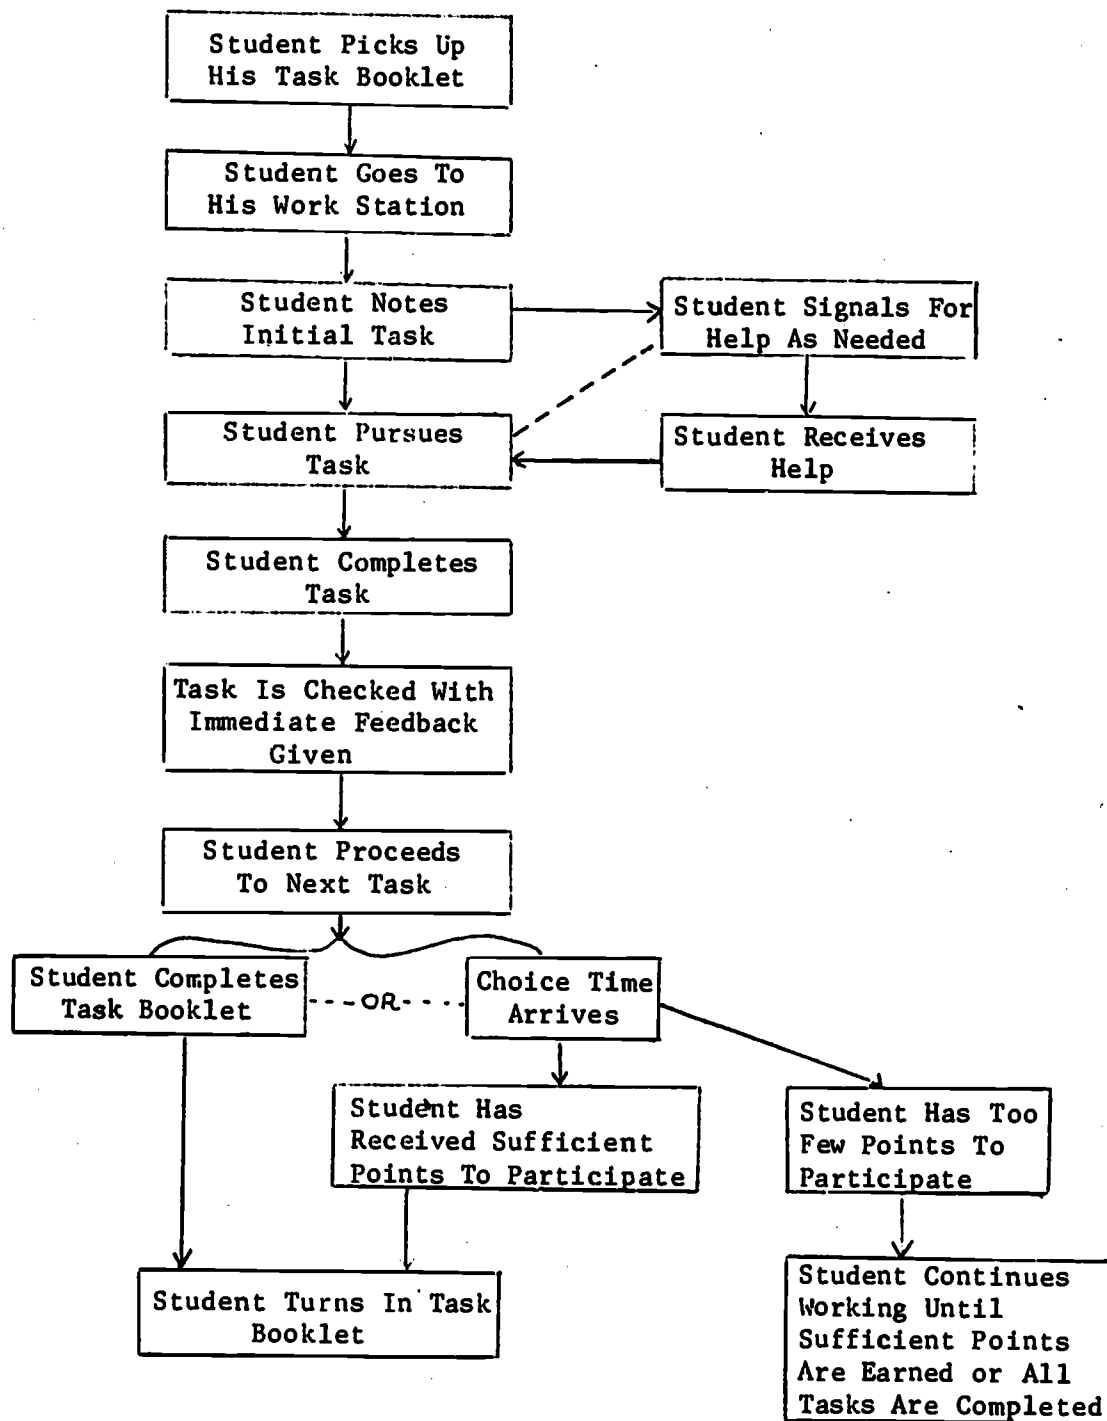 Student Picks Up
His Task Booklet
Student Goes To
His Work Station
Student Notes
Initial Task
Student Signals For
Help As Needed
Student Pursues
Task
Student Receives
Help
Student Completes
Task
Task Is Checked With
Immediate Feedback
Given
Student Proceeds
To Next Task
Student Completes
Task Booklet
OR
Choice Time
Arrives
Student Has
Received Sufficient
Points To Participate
Student Has Too
Few Points To
Participate
Student Turns In Task
Booklet
Student Continues
Working Until
Sufficient Points
Are Earned or All
Tasks Are Completed